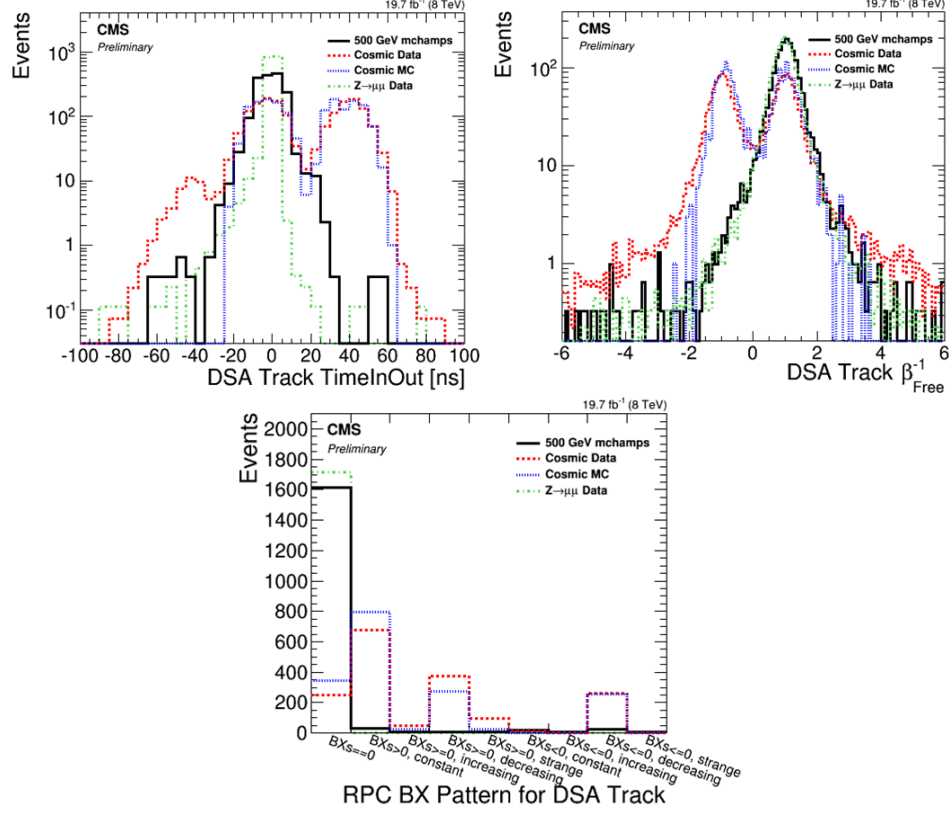 19.7 fb⁻¹ (8 TeV)
Events
CMS
Preliminary
500 GeV mchamps
Cosmic Data
Cosmic MC
Z→μμ Data
10³
10²
10
1
10⁻¹
-100 -80 -60 -40 -20 0 20 40 60 80 100
DSA Track TimeInOut [ns]
19.7 fb⁻¹ (8 TeV)
Events
CMS
Preliminary
500 GeV mchamps
Cosmic Data
Cosmic MC
Z→μμ Data
10²
10
1
-6 -4 -2 0 2 4 6
DSA Track β⁻¹Free
19.7 fb⁻¹ (8 TeV)
Events
CMS
Preliminary
500 GeV mchamps
Cosmic Data
Cosmic MC
Z→μμ Data
2000
1800
1600
1400
1200
1000
800
600
400
200
0
BXs==0
BXs>0, constant
BXs>=0, increasing
BXs>=0, decreasing
BXs>=0, strange
BXs<0, constant
BXs<=0, increasing
BXs<=0, decreasing
BXs<=0, strange
RPC BX Pattern for DSA Track